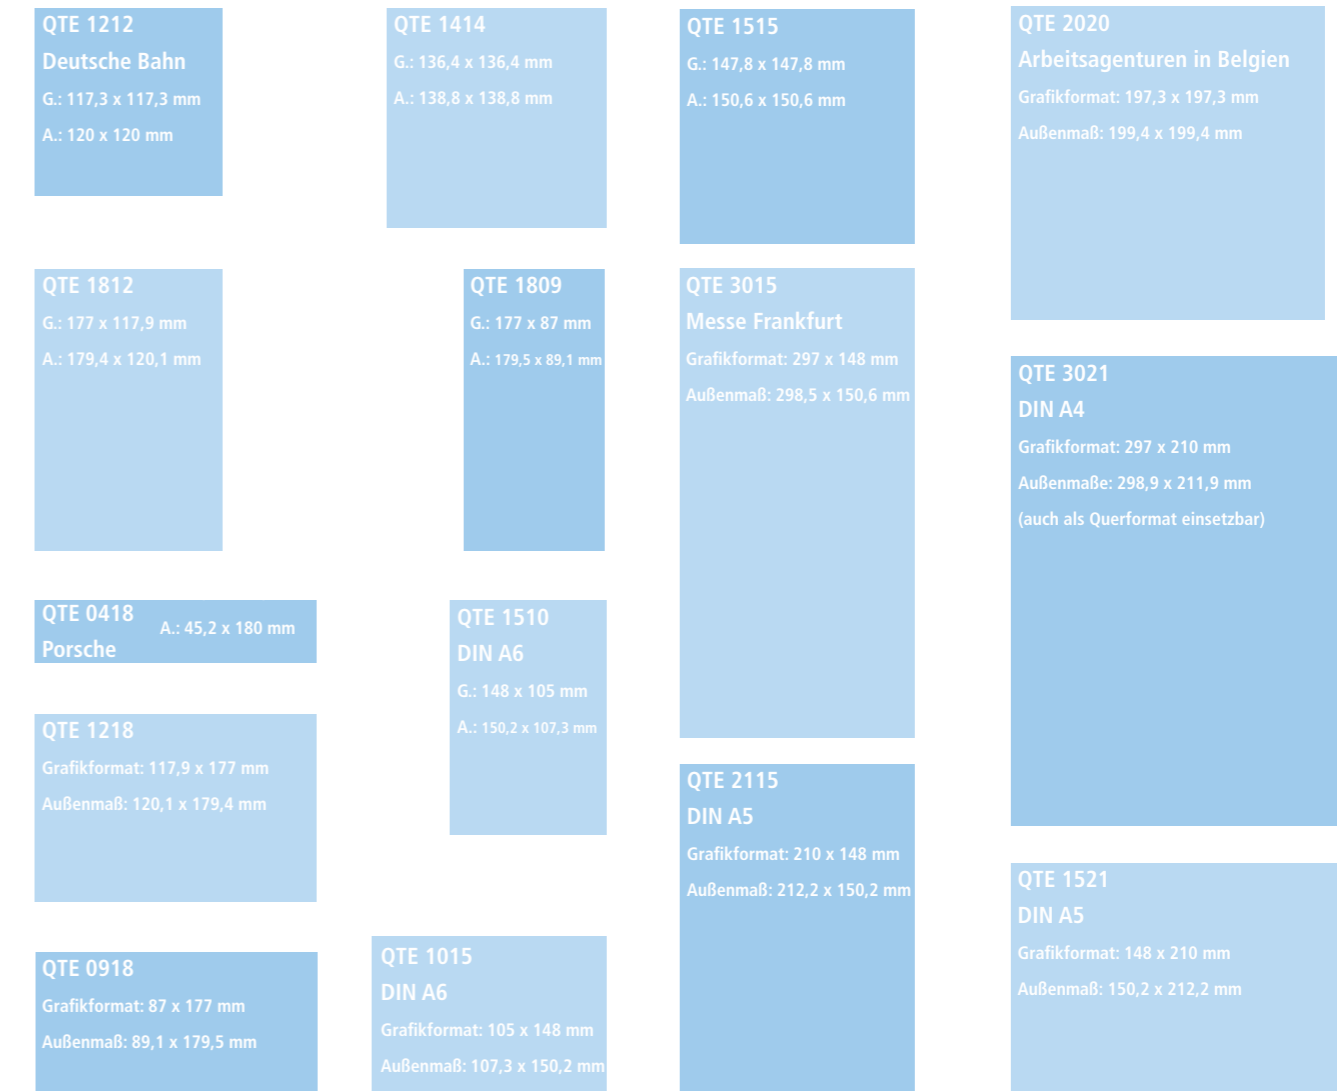 QTE 1212
Deutsche Bahn
G.: 117,3 x 117,3 mm
A.: 120 x 120 mm
QTE 1414
G.: 136,4 x 136,4 mm
A.: 138,8 x 138,8 mm
QTE 1515
G.: 147,8 x 147,8 mm
A.: 150,6 x 150,6 mm
QTE 2020
Arbeitsagenturen in Belgien
Grafikformat: 197,3 x 197,3 mm
Außenmaß: 199,4 x 199,4 mm
QTE 1812
G.: 177 x 117,9 mm
A.: 179,4 x 120,1 mm
QTE 1809
G.: 177 x 87 mm
A.: 179,5 x 89,1 mm
QTE 3015
Messe Frankfurt
Grafikformat: 297 x 148 mm
Außenmaß: 298,5 x 150,6 mm
QTE 3021
DIN A4
Grafikformat: 297 x 210 mm
Außenmaße: 298,9 x 211,9 mm
(auch als Querformat einsetzbar)
QTE 0418
Porsche
A.: 45,2 x 180 mm
QTE 1510
DIN A6
G.: 148 x 105 mm
A.: 150,2 x 107,3 mm
QTE 1218
Grafikformat: 117,9 x 177 mm
Außenmaß: 120,1 x 179,4 mm
QTE 2115
DIN A5
Grafikformat: 210 x 148 mm
Außenmaß: 212,2 x 150,2 mm
QTE 1521
DIN A5
Grafikformat: 148 x 210 mm
Außenmaß: 150,2 x 212,2 mm
QTE 0918
Grafikformat: 87 x 177 mm
Außenmaß: 89,1 x 179,5 mm
QTE 1015
DIN A6
Grafikformat: 105 x 148 mm
Außenmaß: 107,3 x 150,2 mm